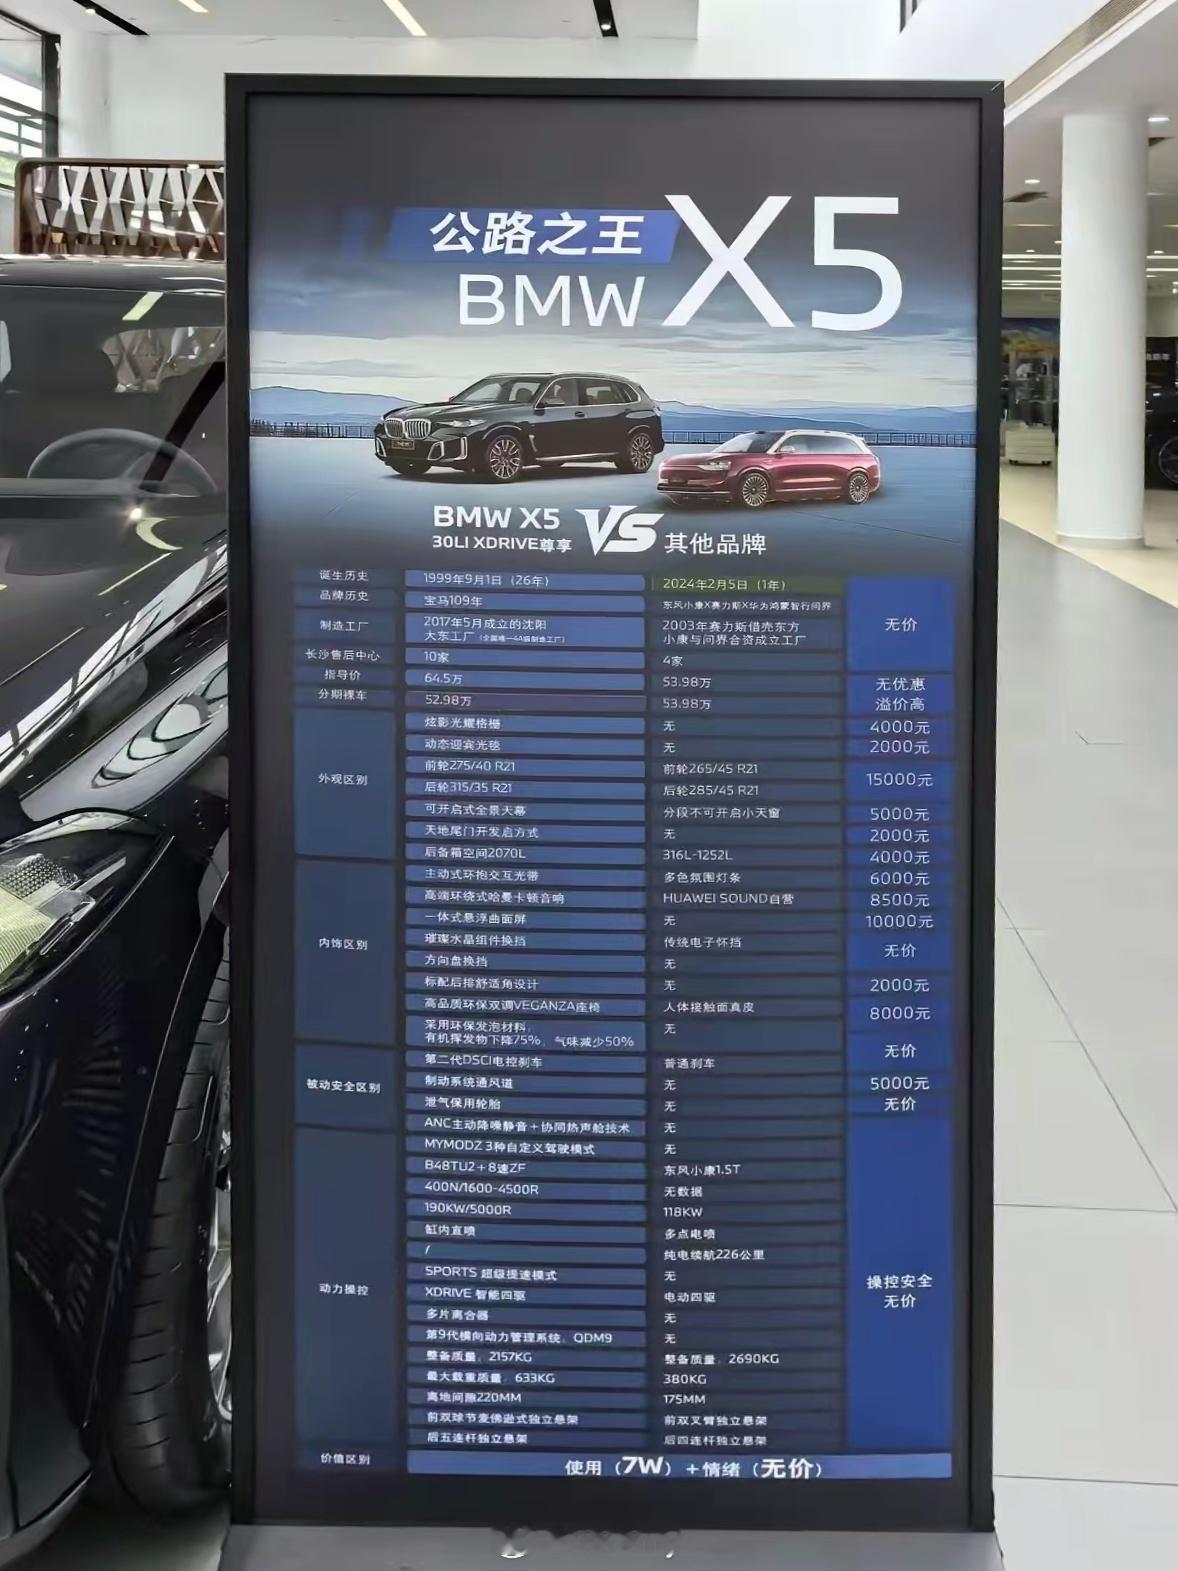 公路之王
BMW X5
BMW X5
30LI XDRIVE尊享
VS
其他品牌
诞生历史 1999年9月1日（26年） 2024年2月5日（1年）
品牌历史 宝马109年 东风小康X赛力斯X华为鸿蒙智行问界
无价
制造工厂 2017年5月成立的沈阳 2003年赛力斯借壳东方
大东工厂（全国唯一4A级制造工厂） 小康与问界合资成立工厂
长沙售后中心 10家 4家
指导价 64.5万 53.98万 无优惠
分期裸车 52.98万 53.98万 溢价高
外观区别
炫影光耀格栅 无 4000元
动态迎宾光毯 无 2000元
前轮275/40 R21 前轮265/45 R21
15000元
后轮315/35 R21 后轮285/45 R21
可开启式全景天幕 分段不可开启小天窗 5000元
天地尾门开发启方式 无 2000元
后备箱空间2070L 316L-1252L 4000元
内饰区别
主动式环抱交互光带 多色氛围灯条 6000元
高端环绕式哈曼卡顿音响 HUAWEI SOUND自营 8500元
一体式悬浮曲面屏 无 10000元
璀璨水晶组件换挡 传统电子怀挡
无价
方向盘换挡 无
标配后排舒适角设计 无 2000元
高品质环保双调VEGANZA座椅 人体接触面真皮 8000元
采用环保发泡材料， 无
有机挥发物下降75%、气味减少50%
无价
被动安全区别
第二代DSCI电控刹车 普通刹车
制动系统通风道 无 5000元
泄气保用轮胎 无 无价
动力操控
ANC主动降噪静音+协同热声舱技术 无
MYMODZ 3种自定义驾驶模式 无
B48TU2+8速ZF 东风小康1.5T
400N/1600-4500R 无数据
190KW/5000R 118KW
缸内直喷 多点电喷
/ 纯电续航226公里
SPORTS 超级提速模式 无
操控安全
无价
XDRIVE 智能四驱 电动四驱
多片离合器 无
第9代横向动力管理系统，QDM9 无
整备质量，2157KG 整备质量，2690KG
最大载重质量，633KG 380KG
离地间隙220MM 175MM
前双球节麦佛逊式独立悬架 前双叉臂独立悬架
后五连杆独立悬架 后四连杆独立悬架
价值区别 使用（7W）+情绪（无价）